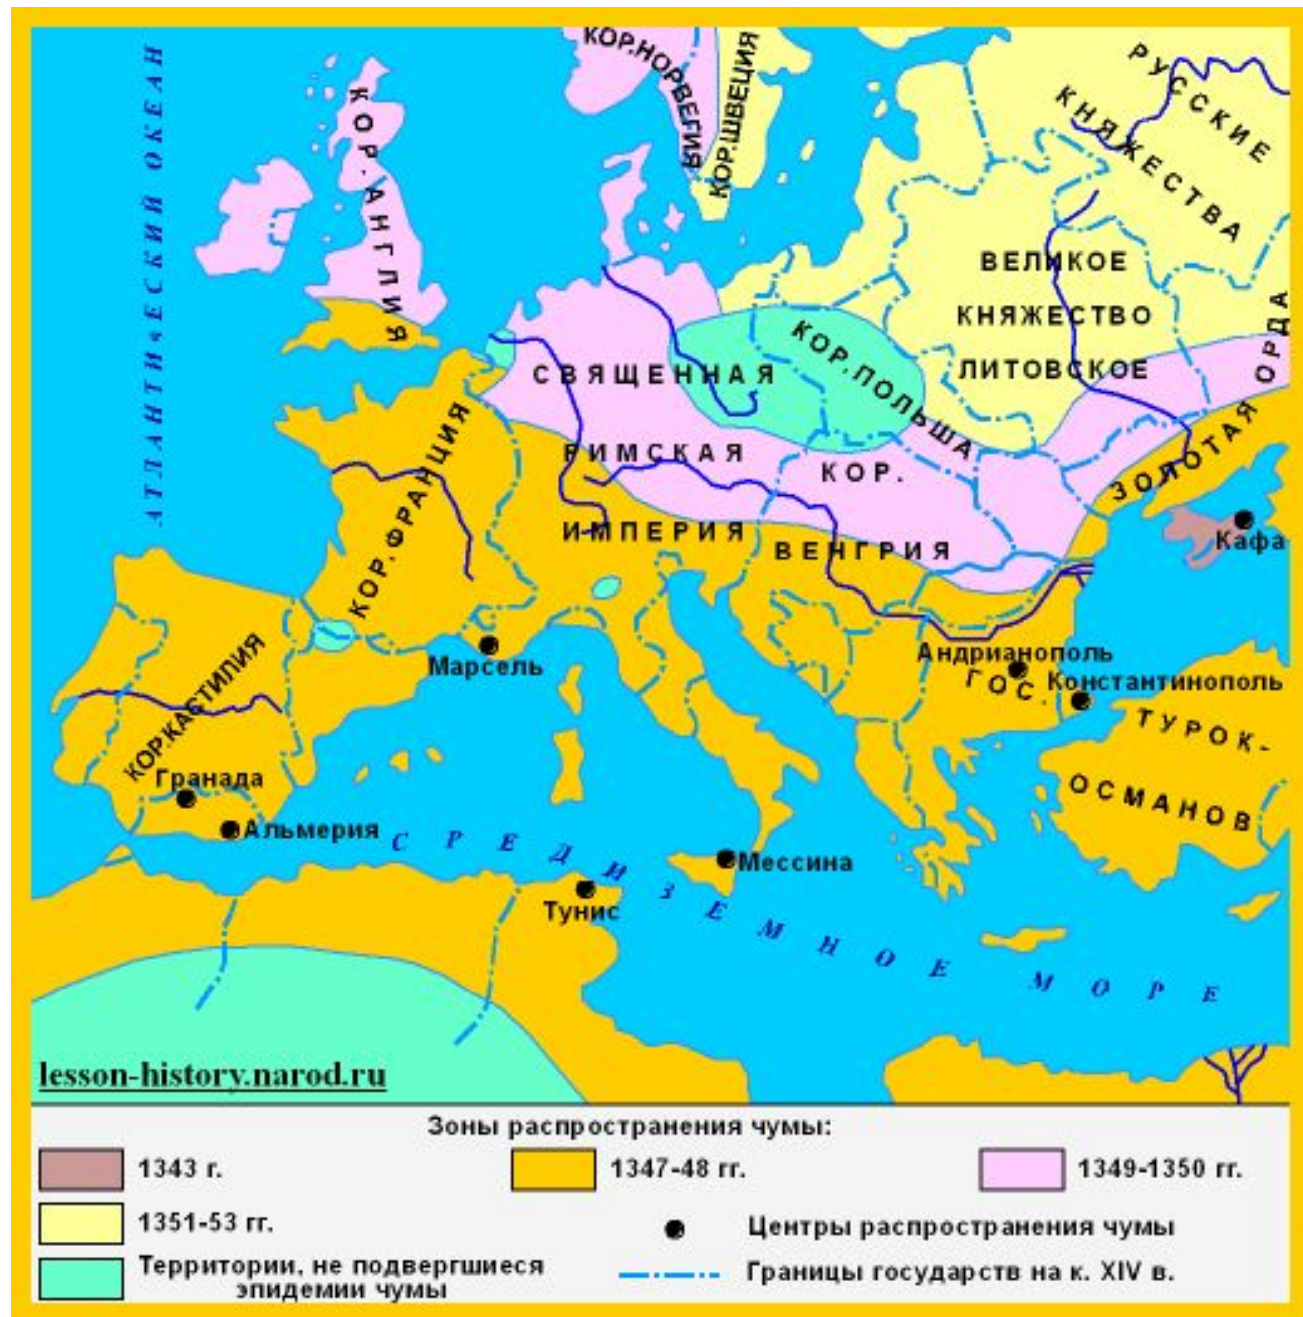 АТЛАНТИ«ЕСКИЙ ОКЕАН
КОР.НОРВЕГИЯ
КОР.ШВЕЦИЯ
РУССКИЕ
КНЯЖЕСТВА
КОР.АНГЛИЯ
ВЕЛИКОЕ
КНЯЖЕСТВО
ЛИТОВСКОЕ
ЗОЛОТАЯ ОРДА
КОР.ПОЛЬША
СВЯЩЕННАЯ
РИМСКАЯ
ИМПЕРИЯ
КОР.
ВЕНГРИЯ
КОР.ФРАНЦИЯ
Кафа
Марсель
Андрианополь
ГОС.
Константинополь
ТУРОК-
ОСМАНОВ
КОР.КАСТИЛИЯ
Гранада
Альмерия
СРЕДИЗЕМНОЕ МОРЕ
Мессина
Тунис
lesson-history.narod.ru
Зоны распространения чумы:
1343 г.
1347-48 гг.
1349-1350 гг.
1351-53 гг.
Центры распространения чумы
Территории, не подвергшиеся
эпидемии чумы
Границы государств на к. XIV в.